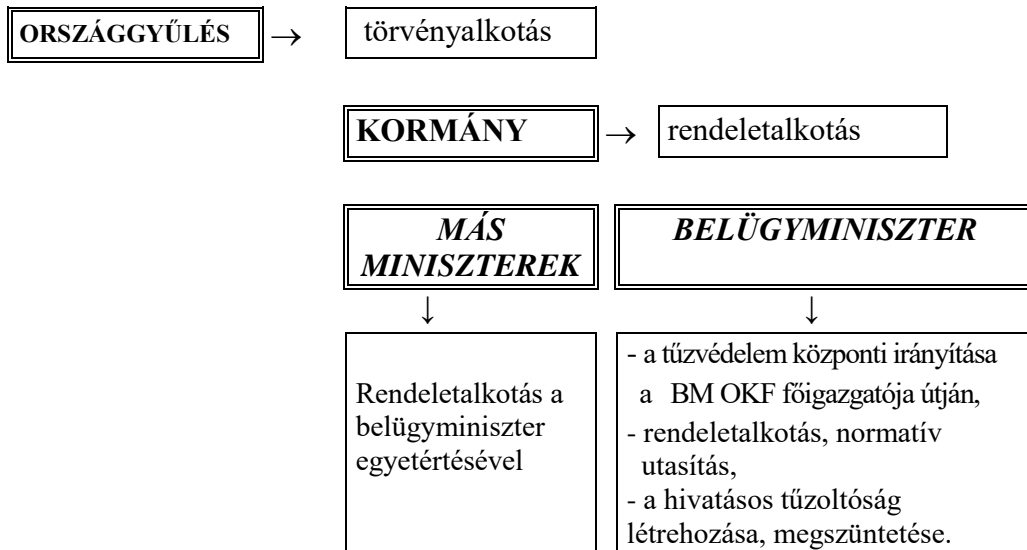 ORSZÁGGYŰLÉS → törvényalkotás
KORMÁNY → rendeletalkotás
MÁS
MINISZTEREK
BELÜGYMINISZTER
↓ ↓
Rendeletalkotás a
belügyminiszter
egyetértésével
- a tűzvédelem központi irányítása
a BM OKF főigazgatója útján,
- rendeletalkotás, normatív
utasítás,
- a hivatásos tűzoltóság
létrehozása, megszüntetése.